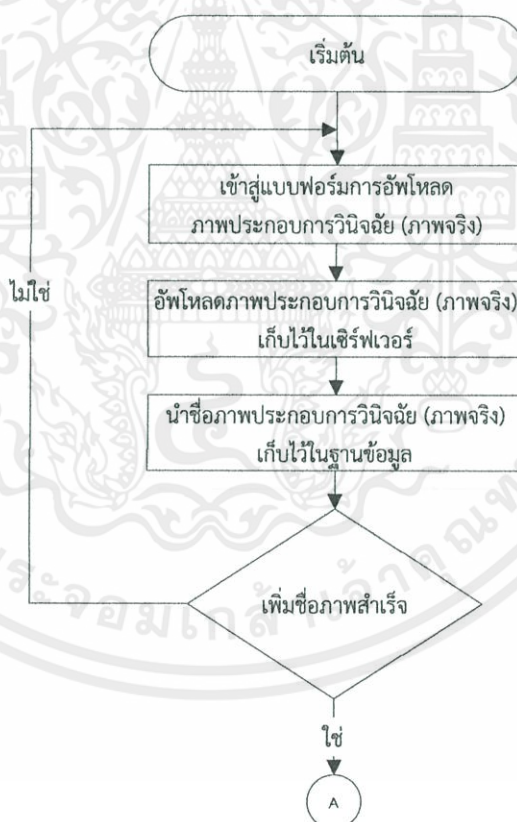 เริ่มต้น
เข้าสู่แบบฟอร์มการอัพโหลด
ภาพประกอบการวินิจฉัย (ภาพจริง)
ไม่ใช่
อัพโหลดภาพประกอบการวินิจฉัย (ภาพจริง)
เก็บไว้ในเซิร์ฟเวอร์
นำชื่อภาพประกอบการวินิจฉัย (ภาพจริง)
เก็บไว้ในฐานข้อมูล
เพิ่มชื่อภาพสำเร็จ
ใช่
A